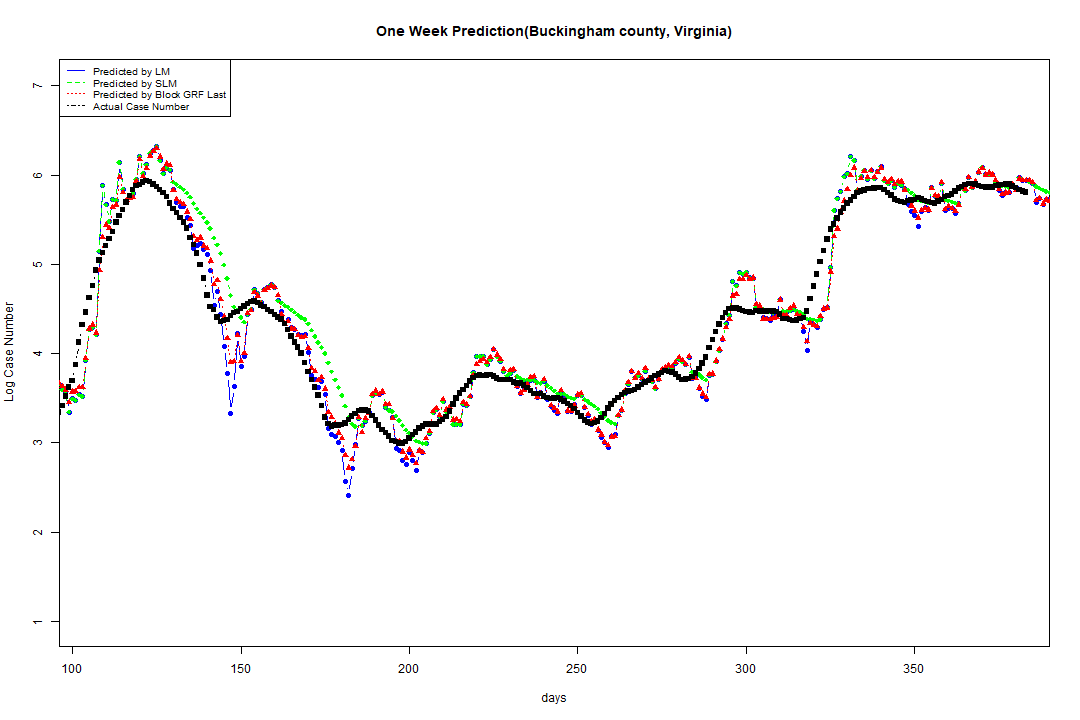 One Week Prediction(Buckingham county, Virginia)
Predicted by LM
Predicted by SLM
Predicted by Block GRF Last
Actual Case Number
7
6
5
4
3
2
1
Log Case Number
100 150 200 250 300 350
days